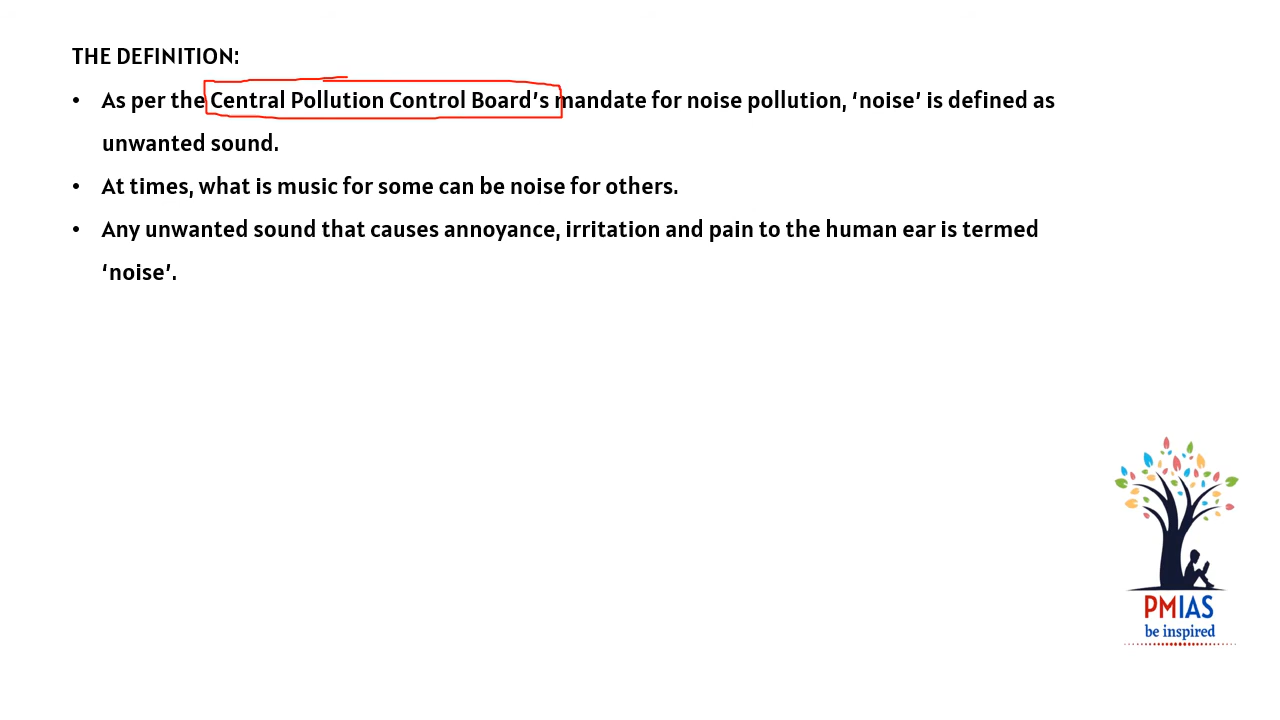 THE DEFINITION:
• As per the Central Pollution Control Board’s mandate for noise pollution, ‘noise’ is defined as
unwanted sound.
• At times, what is music for some can be noise for others.
• Any unwanted sound that causes annoyance, irritation and pain to the human ear is termed
‘noise’.
PMIAS
be inspired